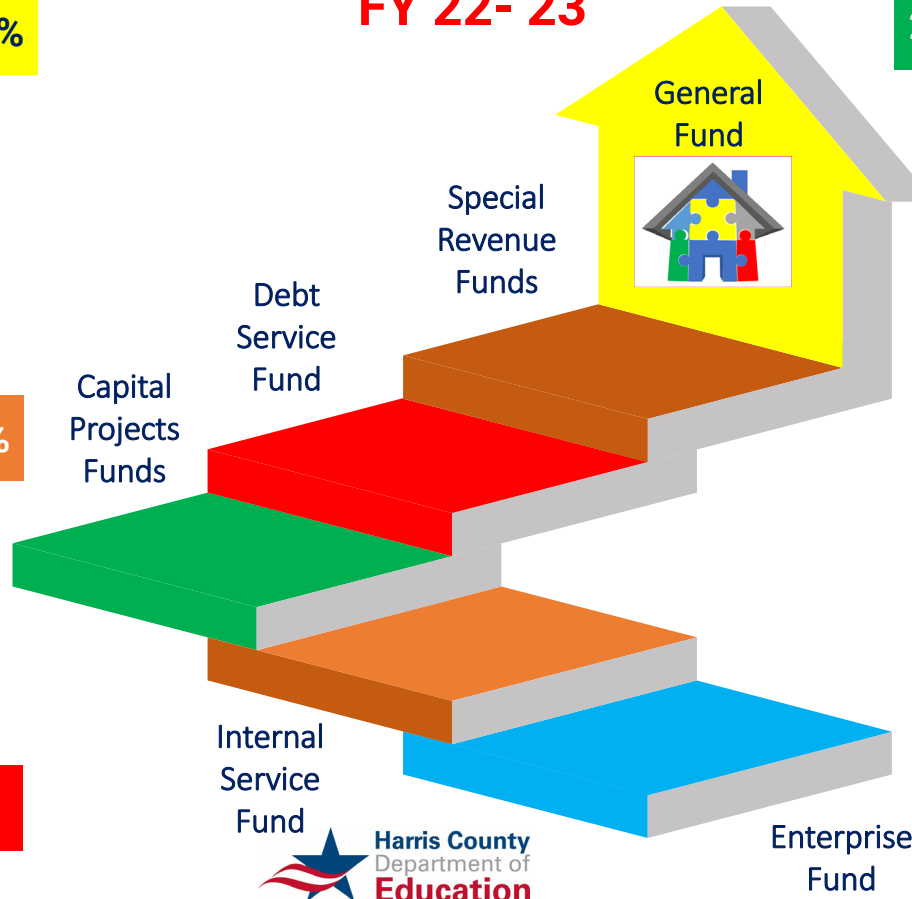 FY 22- 23
%
General
Fund
Special
Revenue
Funds
Debt
Service
Fund
Capital
Projects
Funds
%
Internal
Service
Fund
Enterprise
Fund
Harris County
Department of
Education